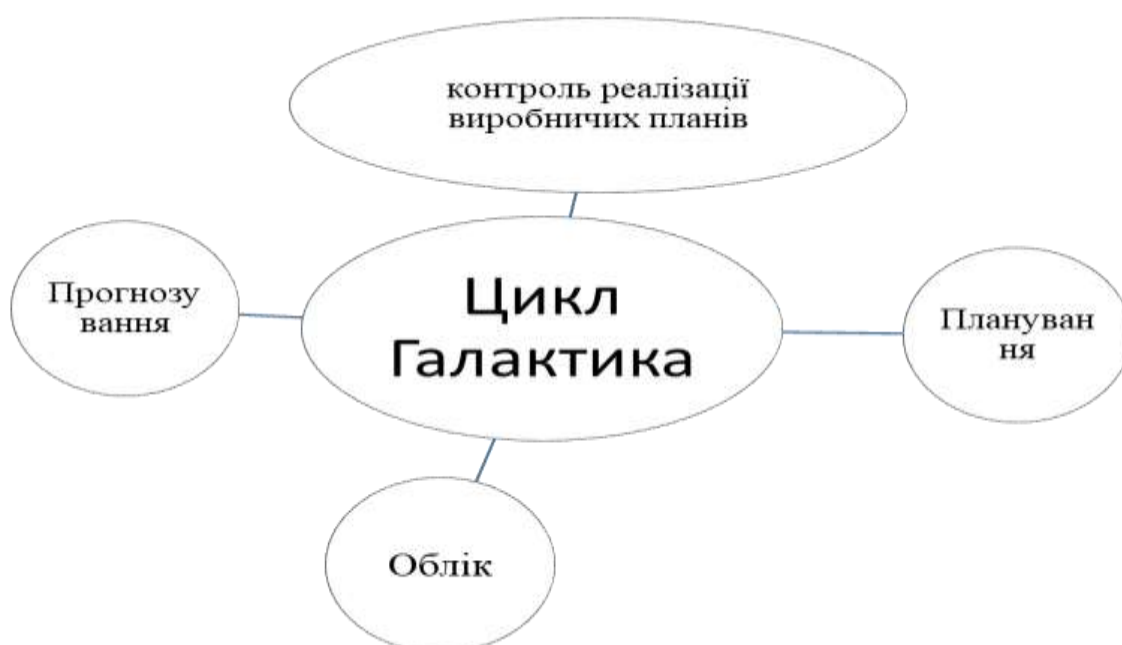 контроль реалізації
виробничих планів
Прогнозу
вання
Цикл
Галактика
Плануван
ня
Облік